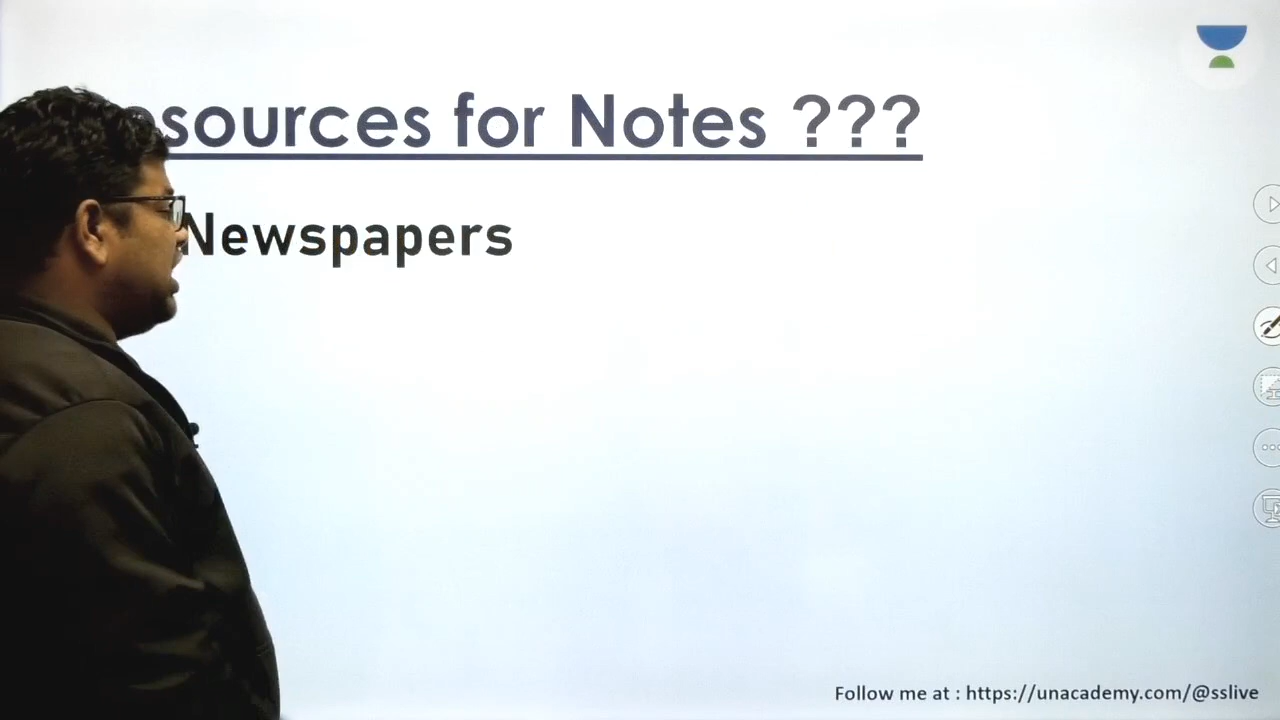 esources for Notes ???
Newspapers
Follow me at : https://unacademy.com/@sslive